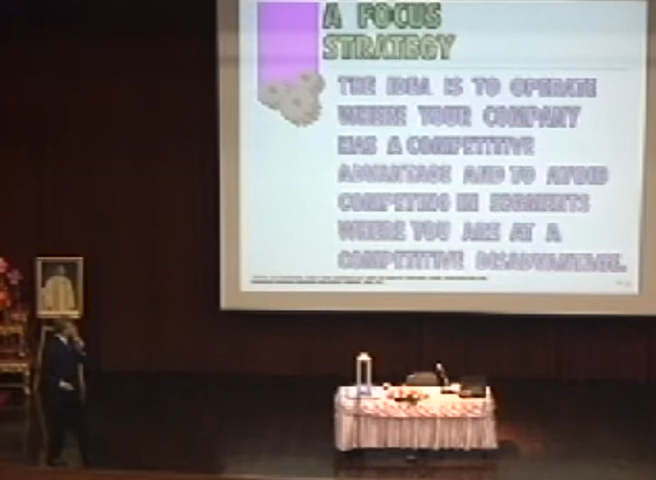 A FOCUS
STRATEGY
THE IDEA IS TO OPERATE
WHERE YOUR COMPANY
HAS A COMPETITIVE
ADVANTAGE AND TO AVOID
COMPETING IN SEGMENTS
WHERE YOU ARE AT A
COMPETITIVE DISADVANTAGE.